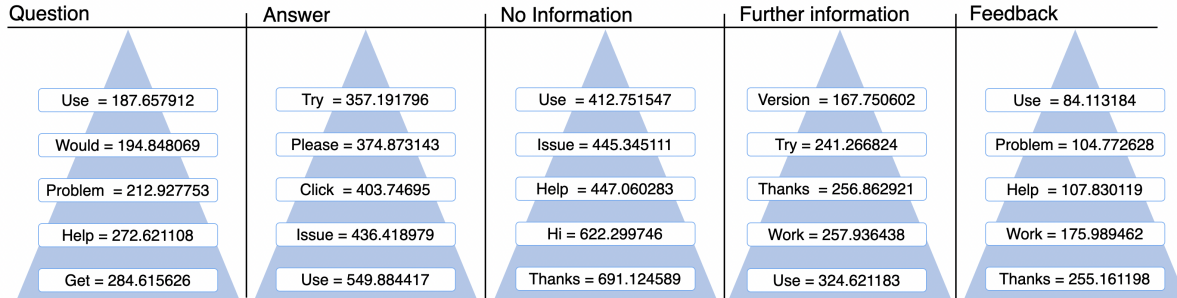 Question
Use = 187.657912
Would = 194.848069
Problem = 212.927753
Help = 272.621108
Get = 284.615626
Answer
Try = 357.191796
Please = 374.873143
Click = 403.74695
Issue = 436.418979
Use = 549.884417
No Information
Use = 412.751547
Issue = 445.345111
Help = 447.060283
Hi = 622.299746
Thanks = 691.124589
Further information
Version = 167.750602
Try = 241.266824
Thanks = 256.862921
Work = 257.936438
Use = 324.621183
Feedback
Use = 84.113184
Problem = 104.772628
Help = 107.830119
Work = 175.989462
Thanks = 255.161198